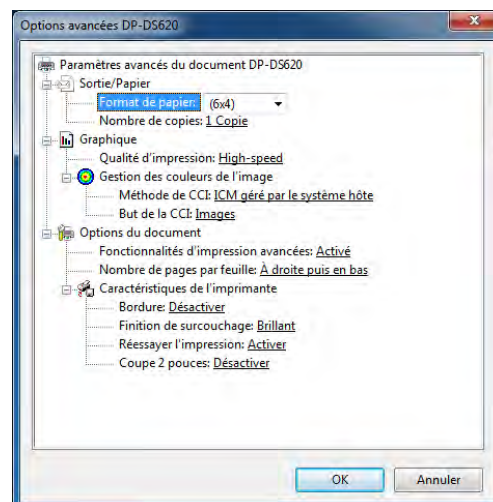 Options avancées DP-DS620
Paramètres avancés du document DP-DS620
Sortie/Papier
Format de papier: (6x4)
Nombre de copies: 1 Copie
Graphique
Qualité d'impression: High-speed
Gestion des couleurs de l'image
Méthode de CCI: ICM géré par le système hôte
But de la CCI: Images
Options du document
Fonctionnalités d'impression avancées: Activé
Nombre de pages par feuille: À droite puis en bas
Caractéristiques de l'imprimante
Bordure: Désactiver
Finition de surcouchage: Brillant
Réessayer l'impression: Activer
Coupe 2 pouces: Désactiver
OK Annuler